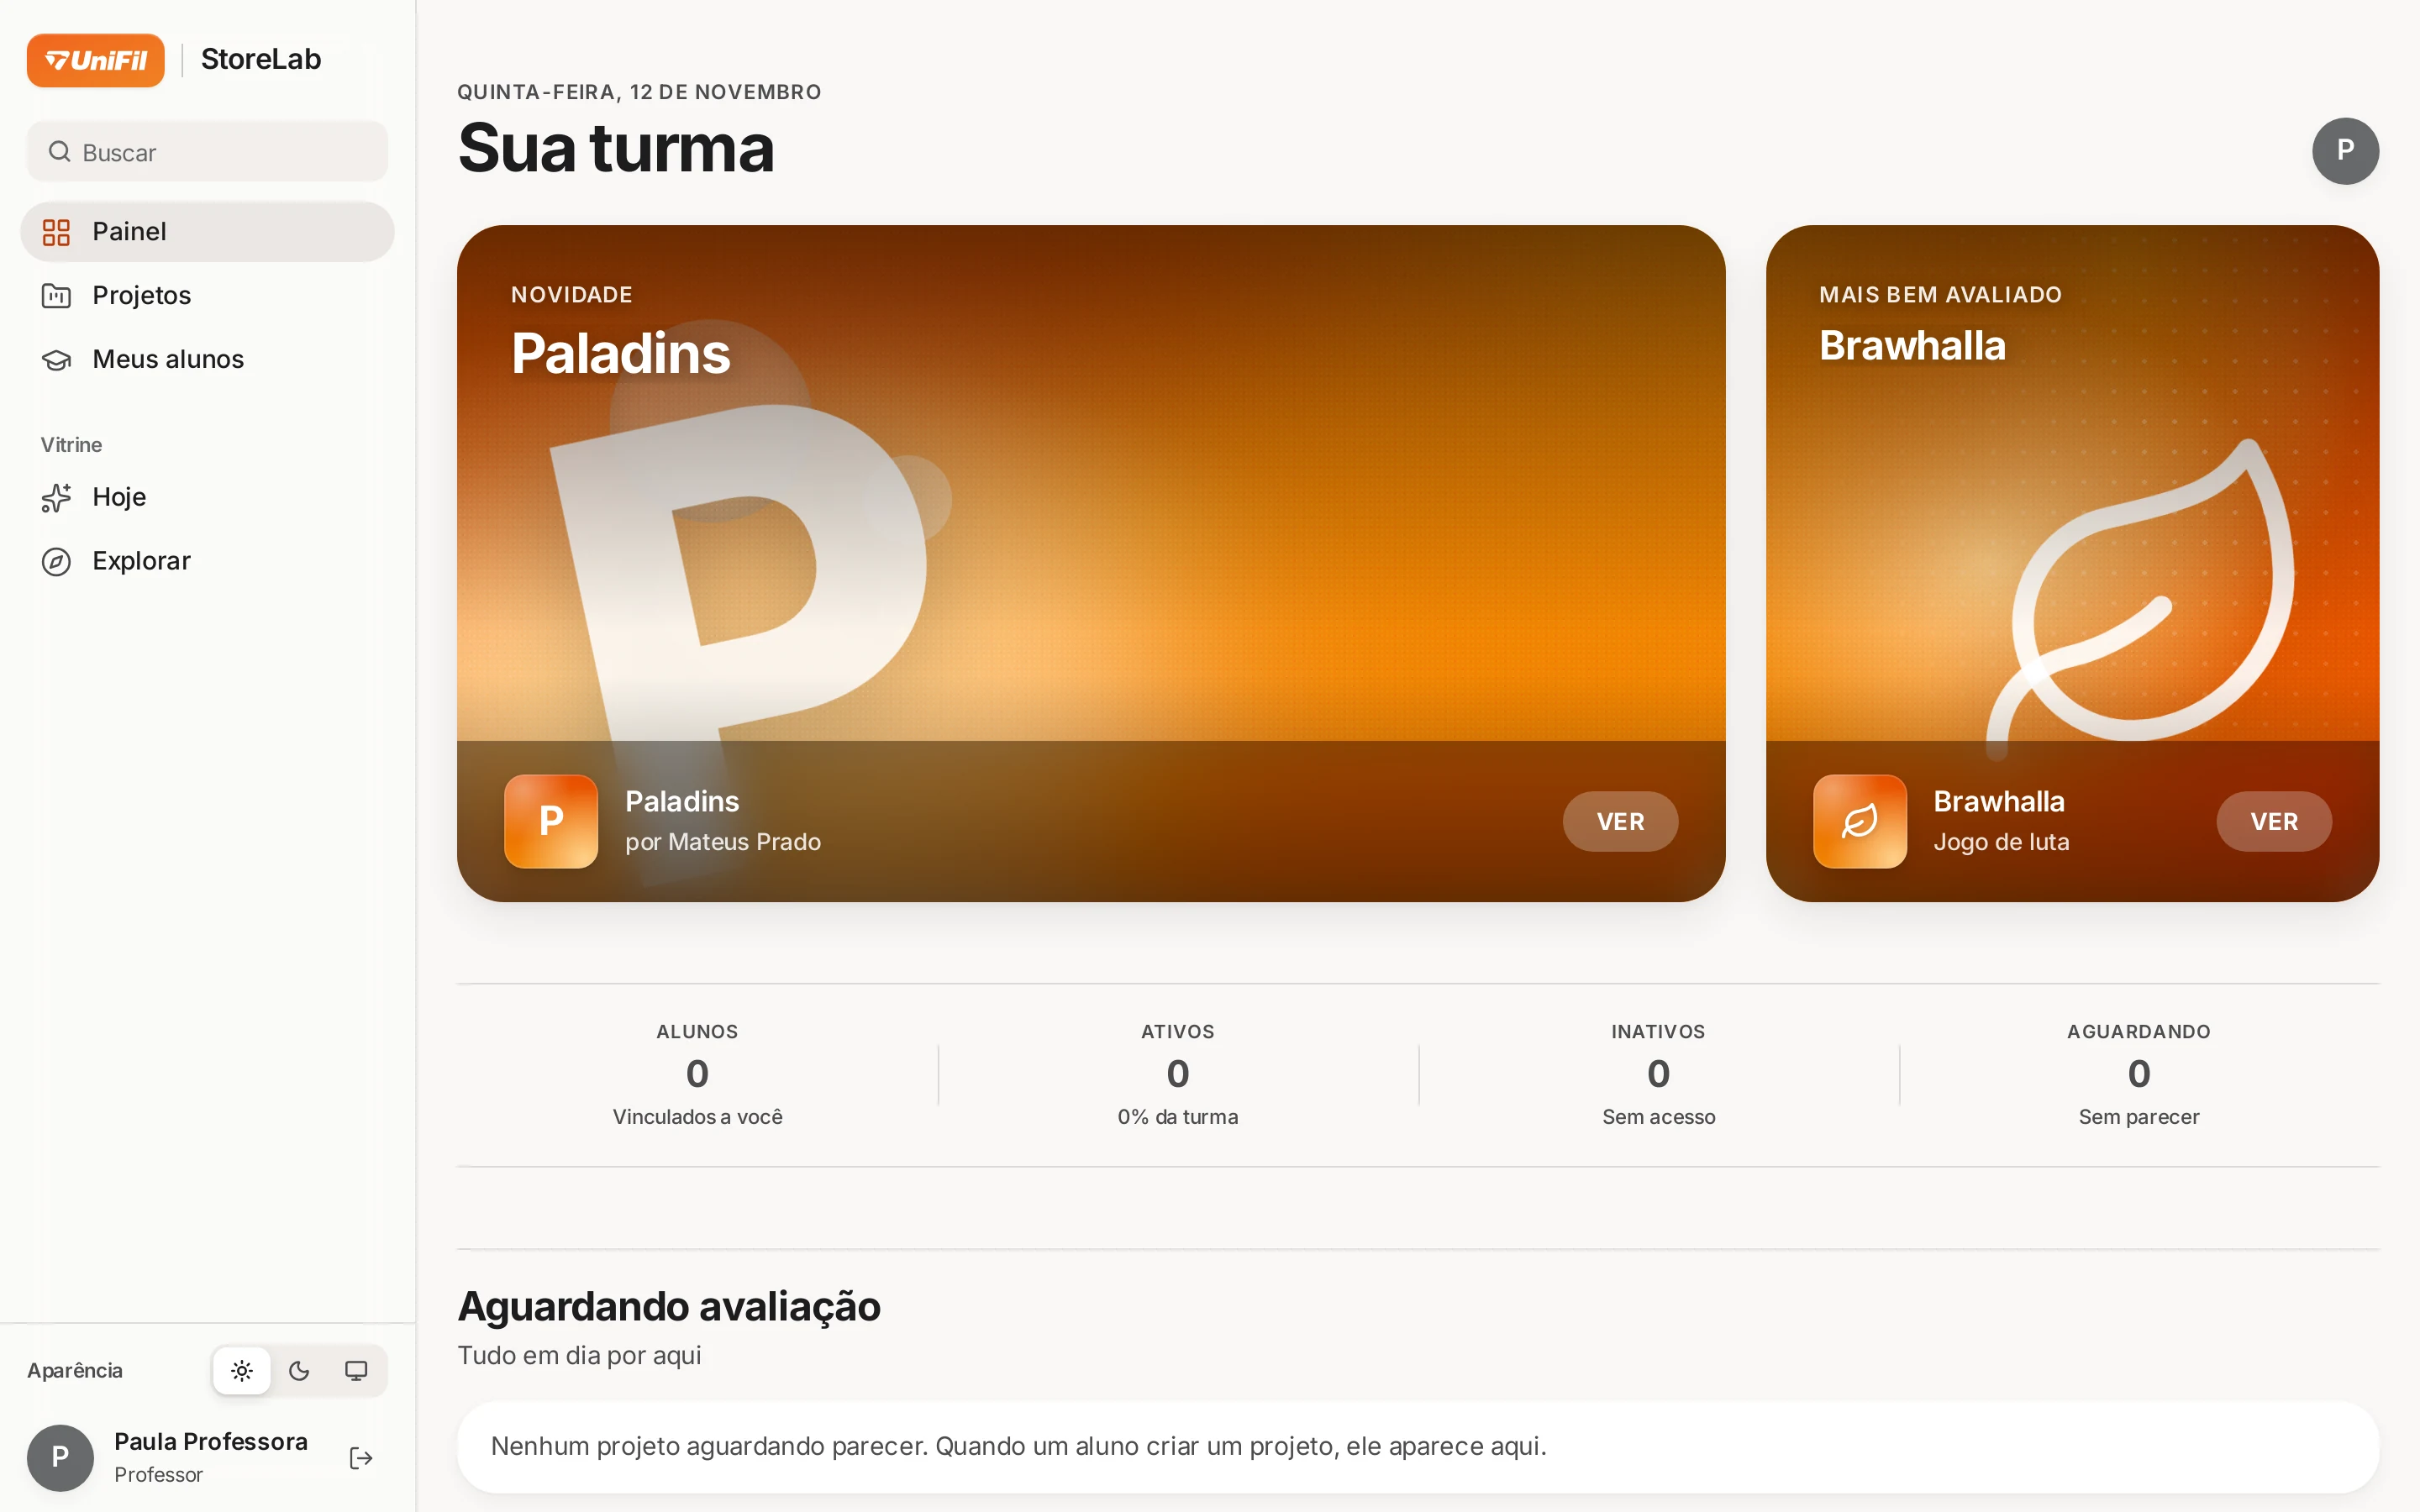 UniFil
StoreLab
Buscar
Painel
Projetos
Meus alunos
Vitrine
Hoje
Explorar
Aparência
P
Paula Professora
Professor
QUINTA-FEIRA, 12 DE NOVEMBRO
Sua turma
P
NOVIDADE
Paladins
P
P
Paladins
por Mateus Prado
VER
MAIS BEM AVALIADO
Brawhalla
Brawhalla
Jogo de luta
VER
ALUNOS
0
Vinculados a você
ATIVOS
0
0% da turma
INATIVOS
0
Sem acesso
AGUARDANDO
0
Sem parecer
Aguardando avaliação
Tudo em dia por aqui
Nenhum projeto aguardando parecer. Quando um aluno criar um projeto, ele aparece aqui.